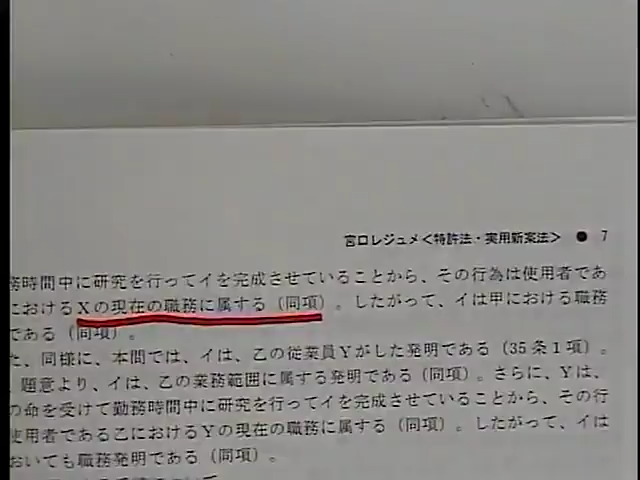 宮口レジュメ<特許法・実用新案法> ● 7
務時間中に研究を行ってイを完成させていることから、その行為は使用者であ
におけるXの現在の職務に属する（同項）。したがって、イは甲における職務
である（同項）。
た、同様に、本問では、イは、乙の従業員Yがした発明である（35条1項）。
題意より、イは、乙の業務範囲に属する発明である（同項）。さらに、Yは、
の命を受けて勤務時間中に研究を行ってイを完成させていることから、その行
使用者である乙におけるYの現在の職務に属する（同項）。したがって、イは
おいても職務発明である（同項）。